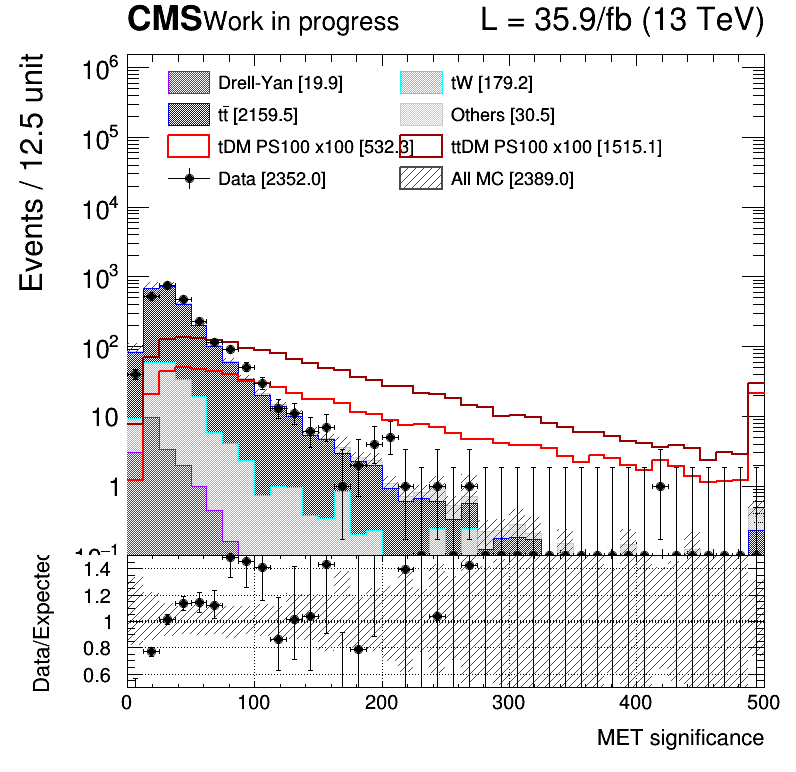 CMS Work in progress L = 35.9/fb (13 TeV)
Events / 12.5 unit
10⁶
10⁵
10⁴
10³
10²
10
1
10⁻¹
Drell-Yan [19.9] tW [179.2]
tt̄ [2159.5] Others [30.5]
tDM PS100 x100 [532.3] ttDM PS100 x100 [1515.1]
Data [2352.0] All MC [2389.0]
Data/Expected
1.4
1.2
1
0.8
0.6
0 100 200 300 400 500
MET significance